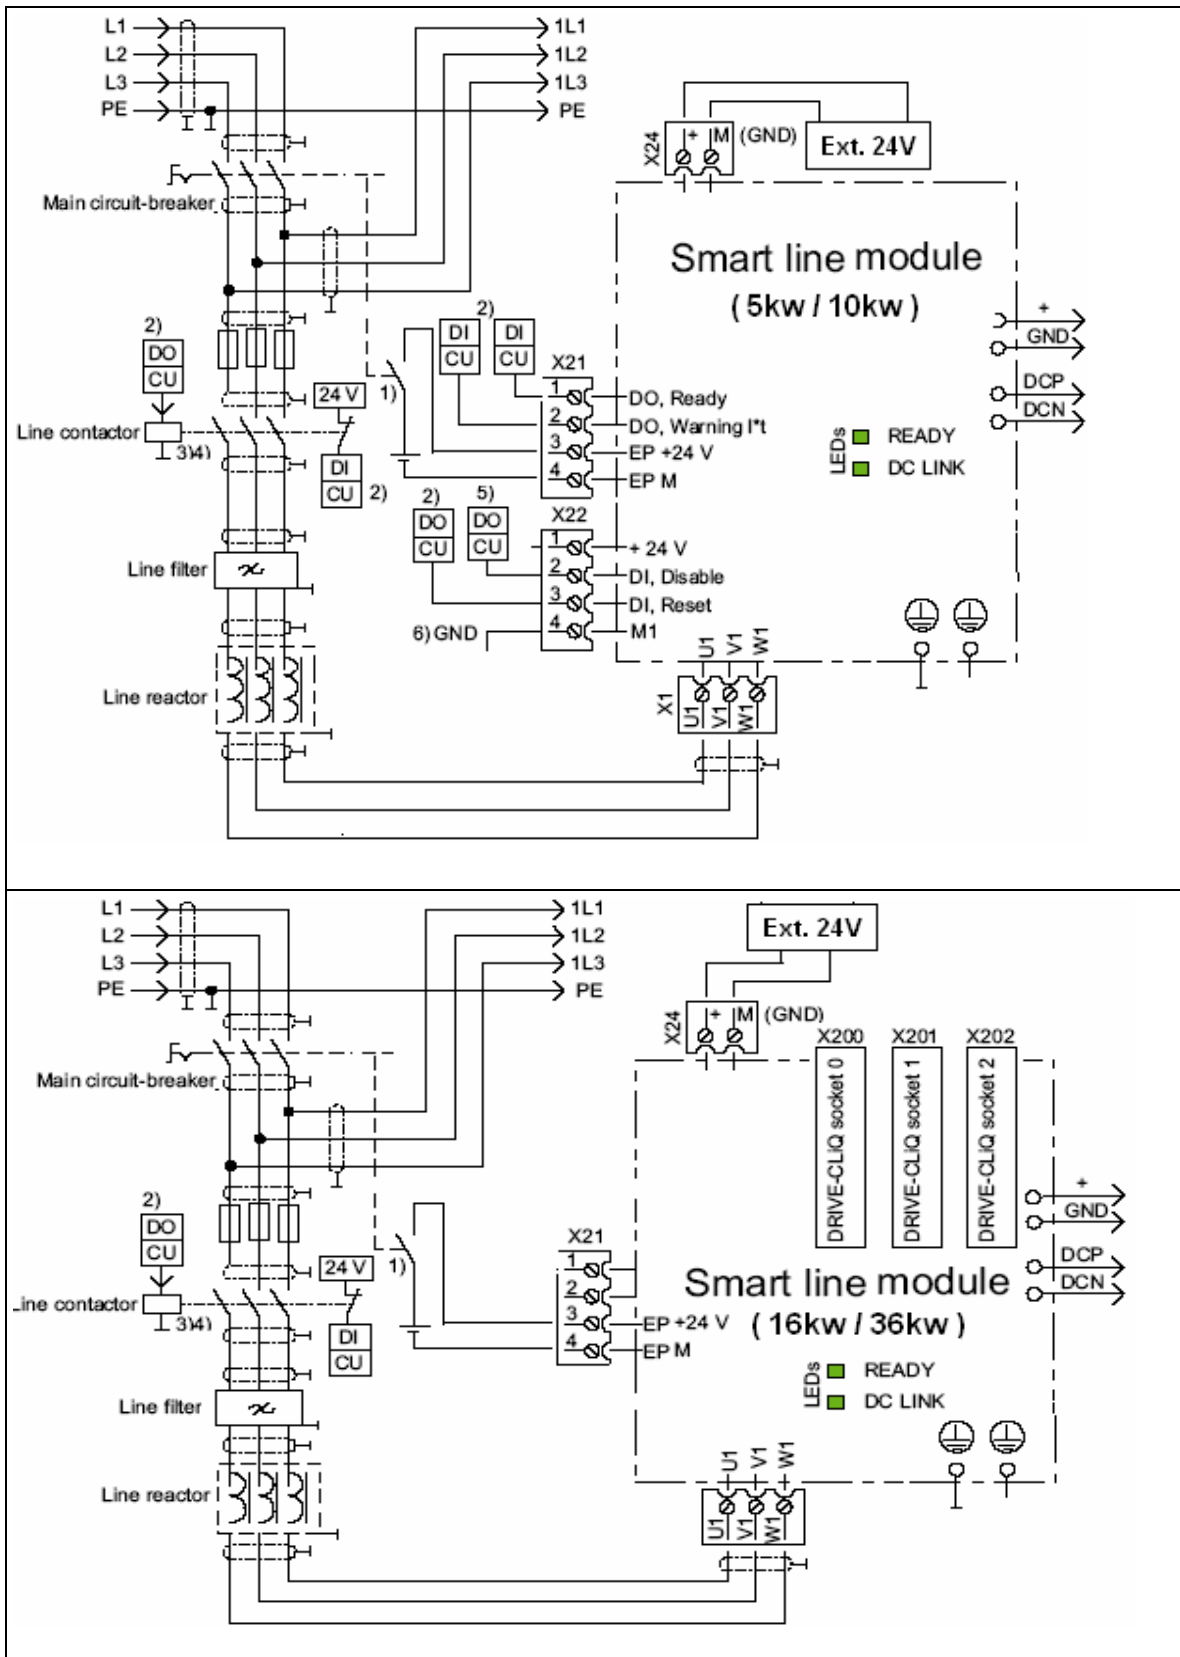 L1
1L1
L2
1L2
L3
1L3
PE
PE
X24
+
M
(GND)
Ext. 24V
Main circuit-breaker
Smart line module
( 5kw / 10kw )
+
GND
DCP
DCN
2)
DO
CU
2)
DI
CU
DI
CU
X21
1
DO, Ready
2
DO, Warning I*t
3
EP +24 V
4
EP M
LEDs
READY
DC LINK
24 V
1)
Line contactor
3)4)
DI
CU
2)
2)
DO
CU
5)
DO
CU
X22
1
+ 24 V
2
DI, Disable
3
DI, Reset
4
M1
6) GND
Line filter
Line reactor
U1
V1
W1
X1
U1
V1
W1
L1
1L1
L2
1L2
L3
1L3
PE
PE
Ext. 24V
X24
+
M
(GND)
X200
X201
X202
DRIVE-CLiQ socket 0
DRIVE-CLiQ socket 1
DRIVE-CLiQ socket 2
Main circuit-breaker
+
GND
DCP
DCN
2)
DO
CU
24 V
1)
X21
1
2
3
EP +24 V
4
EP M
Smart line module
( 16kw / 36kw )
Line contactor
3)4)
DI
CU
LEDs
READY
DC LINK
Line filter
Line reactor
U1
V1
W1
U1
V1
W1